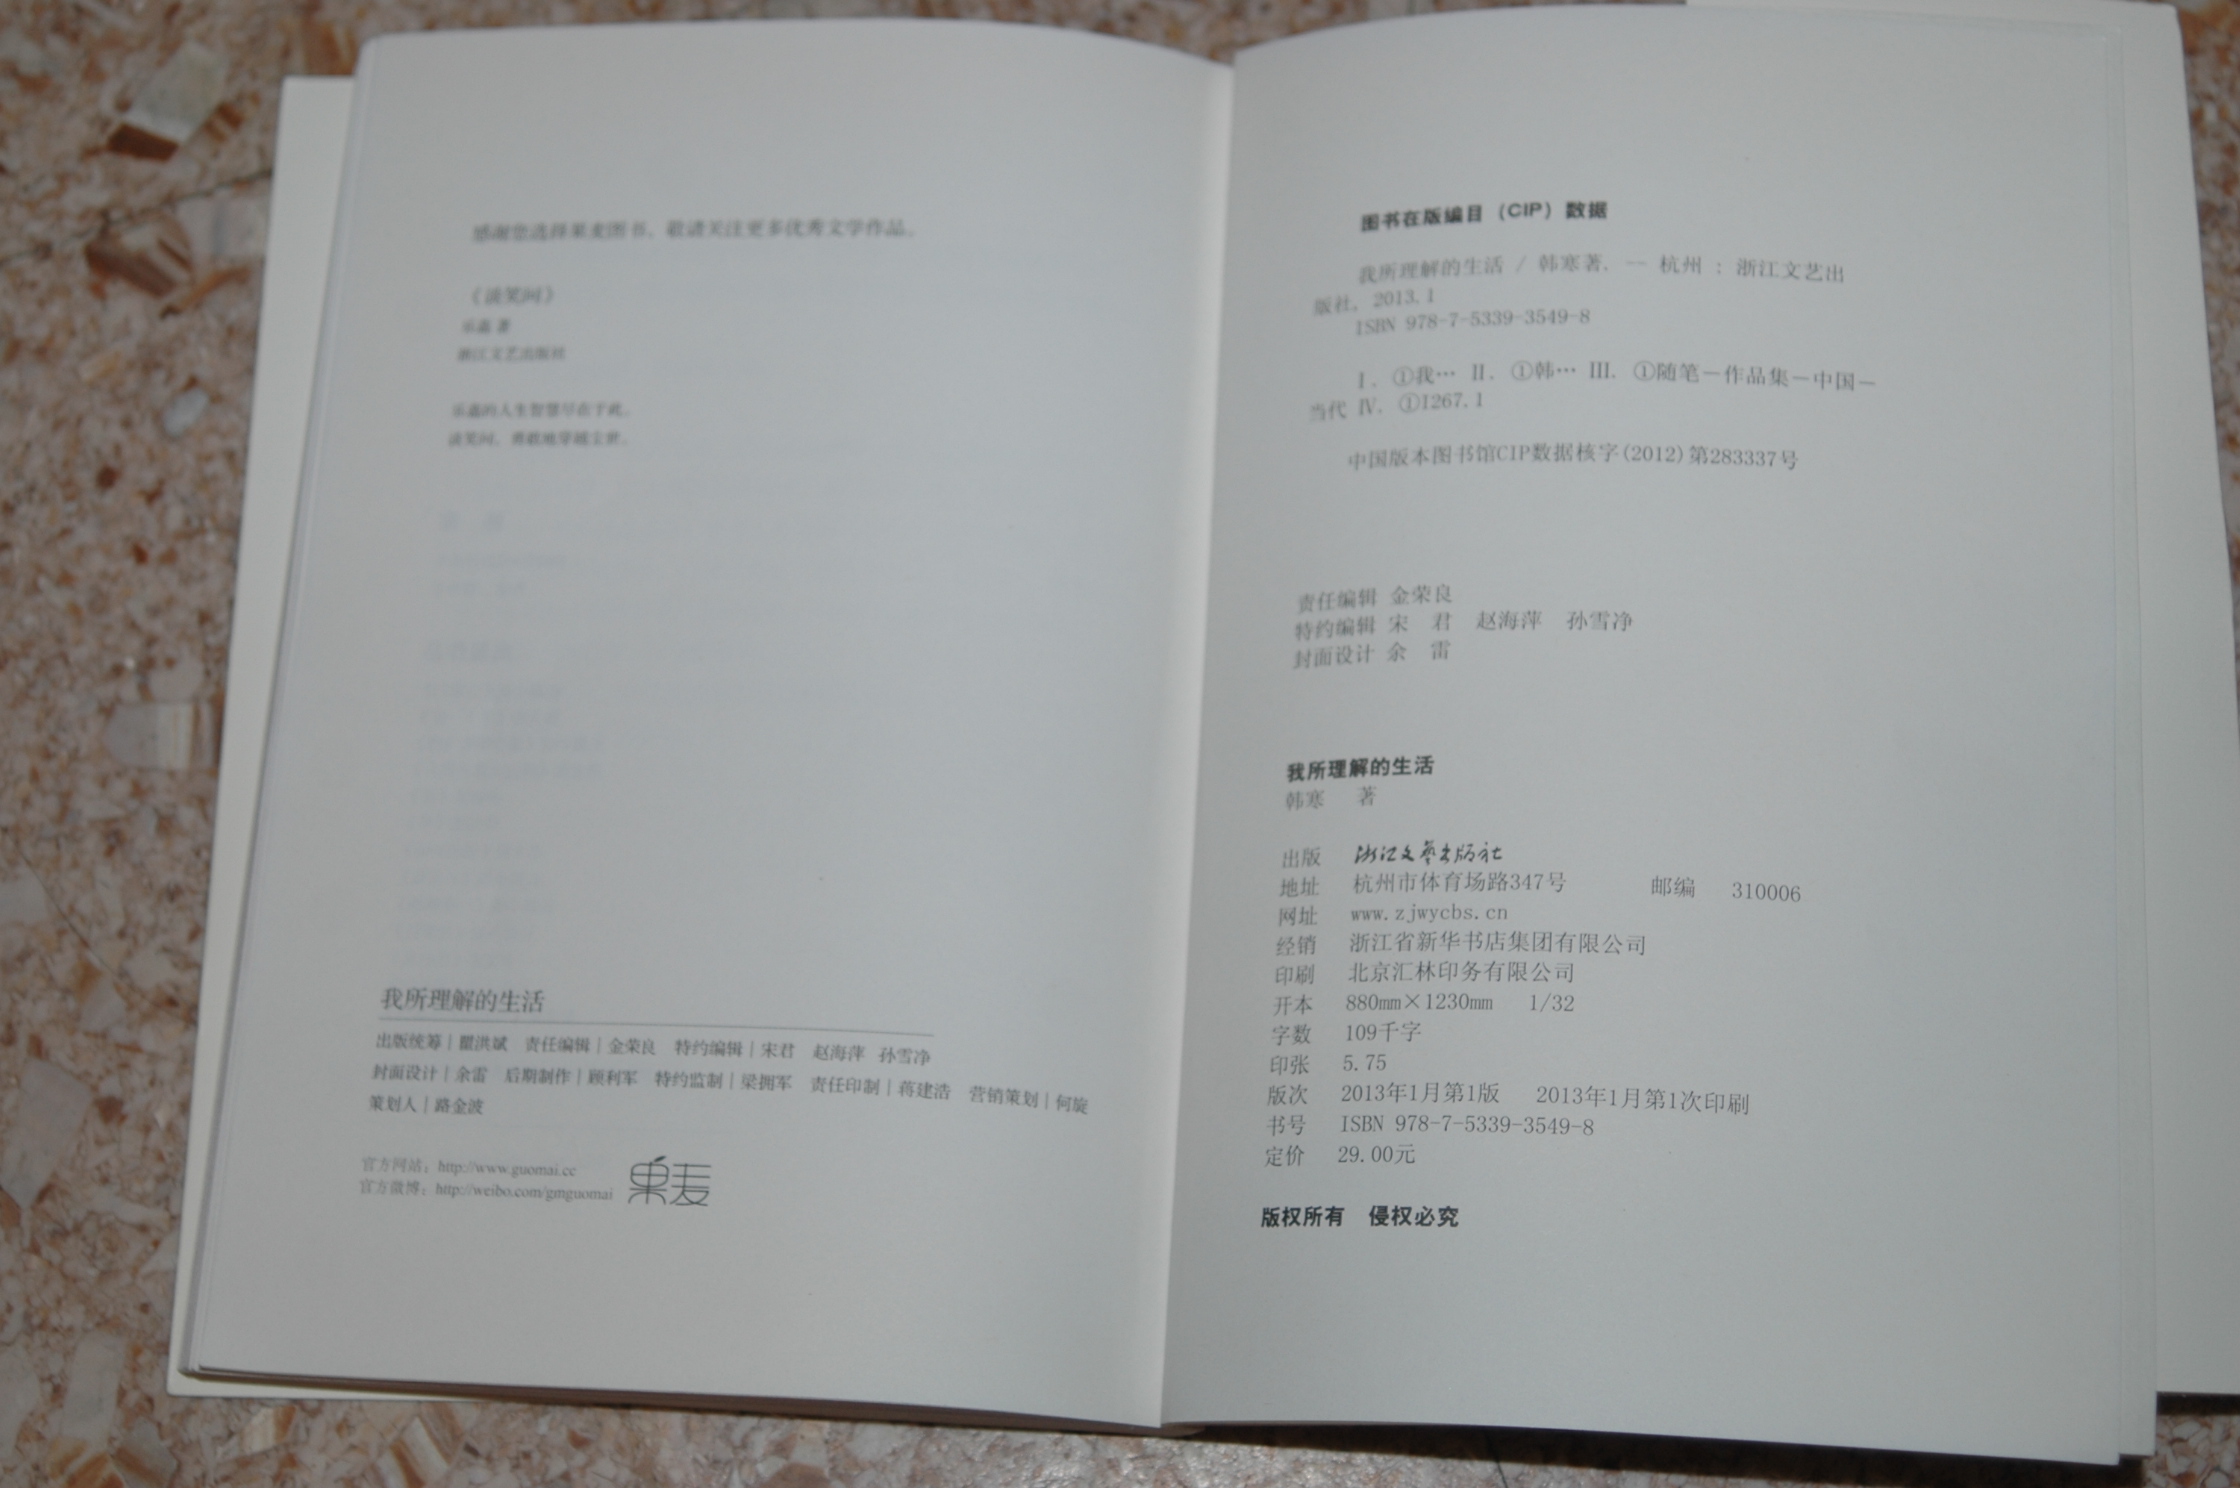 感谢您选择果麦图书，敬请关注更多优秀文学作品。
《谈笑间》
乐嘉 著
浙江文艺出版社
乐嘉的人生智慧尽在于此。
我所理解的生活
出版统筹|瞿洪斌 责任编辑|金荣良 特约编辑|宋君 赵海萍 孙雪净
封面设计|余雷 后期制作|顾利军 特约监制|梁拥军 责任印制|蒋建浩 营销策划|何旋
策划人|路金波
官方网站：http://www.guomai.cc
官方微博：http://weibo.com/gmguomai
果麦
图书在版编目（CIP）数据
我所理解的生活 / 韩寒著. -- 杭州 : 浙江文艺出
版社, 2013.1
ISBN 978-7-5339-3549-8
Ⅰ. ①我… Ⅱ. ①韩… Ⅲ. ①随笔－作品集－中国－
当代 Ⅳ. ①I267.1
中国版本图书馆CIP数据核字(2012)第283337号
责任编辑 金荣良
特约编辑 宋 君 赵海萍 孙雪净
封面设计 余 雷
我所理解的生活
韩寒 著
出版 浙江文艺出版社
地址 杭州市体育场路347号 邮编 310006
网址 www.zjwycbs.cn
经销 浙江省新华书店集团有限公司
印刷 北京汇林印务有限公司
开本 880mm×1230mm 1/32
字数 109千字
印张 5.75
版次 2013年1月第1版 2013年1月第1次印刷
书号 ISBN 978-7-5339-3549-8
定价 29.00元
版权所有 侵权必究